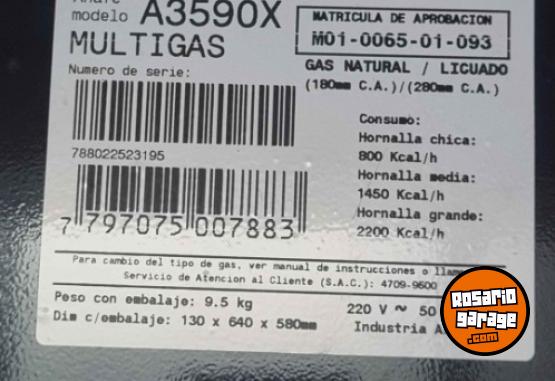 modelo A3590X
MULTIGAS
Numero de serie:
788022523195
7 797075 007883
MATRICULA DE APROBACION
M01-0065-01-093
GAS NATURAL / LICUADO
(180mm C.A.)/(280mm C.A.)
Consumo:
Hornalla chica:
800 Kcal/h
Hornalla media:
1450 Kcal/h
Hornalla grande:
2200 Kcal/h
Para cambio del tipo de gas, ver manual de instrucciones o
Servicio de Atencion al Cliente (S.A.C.): 4709-9600
Peso con embalaje: 9.5 kg
Dim c/embalaje: 130 x 640 x 580mm
220 V ~ 50
Industria
Rosario
garage
.com